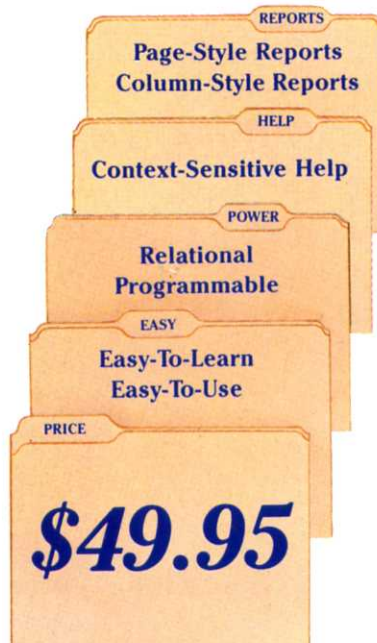 REPORTS
Page-Style Reports
Column-Style Reports
HELP
Context-Sensitive Help
POWER
Relational
Programmable
EASY
Easy-To-Learn
Easy-To-Use
PRICE
$49.95